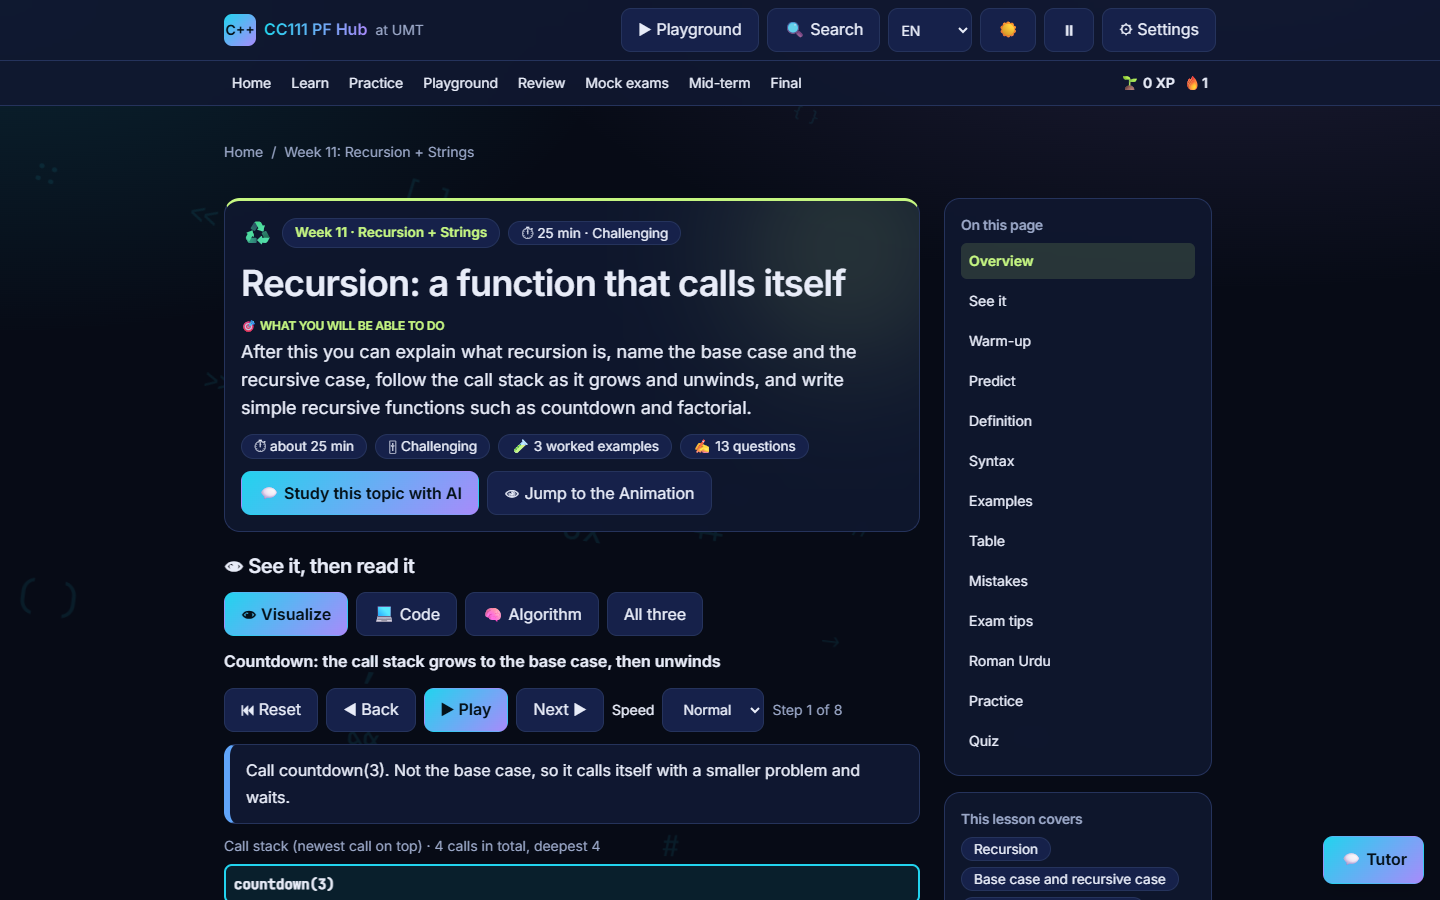 C++ CC111 PF Hub at UMT
▶ Playground
🔍 Search
EN
⏸
⚙ Settings
Home Learn Practice Playground Review Mock exams Mid-term Final
🌱 0 XP 🔥 1
Home / Week 11: Recursion + Strings
Week 11 · Recursion + Strings
⏱ 25 min · Challenging
Recursion: a function that calls itself
🎯 WHAT YOU WILL BE ABLE TO DO
After this you can explain what recursion is, name the base case and the
recursive case, follow the call stack as it grows and unwinds, and write
simple recursive functions such as countdown and factorial.
⏱ about 25 min
Challenging
3 worked examples
✍ 13 questions
Study this topic with AI
👁 Jump to the Animation
👁 See it, then read it
👁 Visualize
💻 Code
🧠 Algorithm
All three
Countdown: the call stack grows to the base case, then unwinds
⏮ Reset
◀ Back
▶ Play
Next ▶
Speed
Normal
Step 1 of 8
Call countdown(3). Not the base case, so it calls itself with a smaller problem and
waits.
Call stack (newest call on top) · 4 calls in total, deepest 4
countdown(3)
On this page
Overview
See it
Warm-up
Predict
Definition
Syntax
Examples
Table
Mistakes
Exam tips
Roman Urdu
Practice
Quiz
This lesson covers
Recursion
Base case and recursive case
Tutor